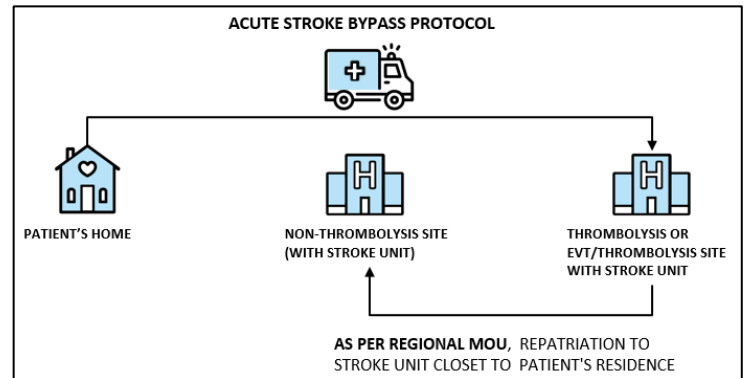 ACUTE STROKE BYPASS PROTOCOL
H
H
PATIENT'S HOME
NON-THROMBOLYSIS SITE
(WITH STROKE UNIT)
THROMBOLYSIS OR
EVT/THROMBOLYSIS SITE
WITH STROKE UNIT
AS PER REGIONAL MOU, REPATRIATION TO
STROKE UNIT CLOSET TO PATIENT'S RESIDENCE